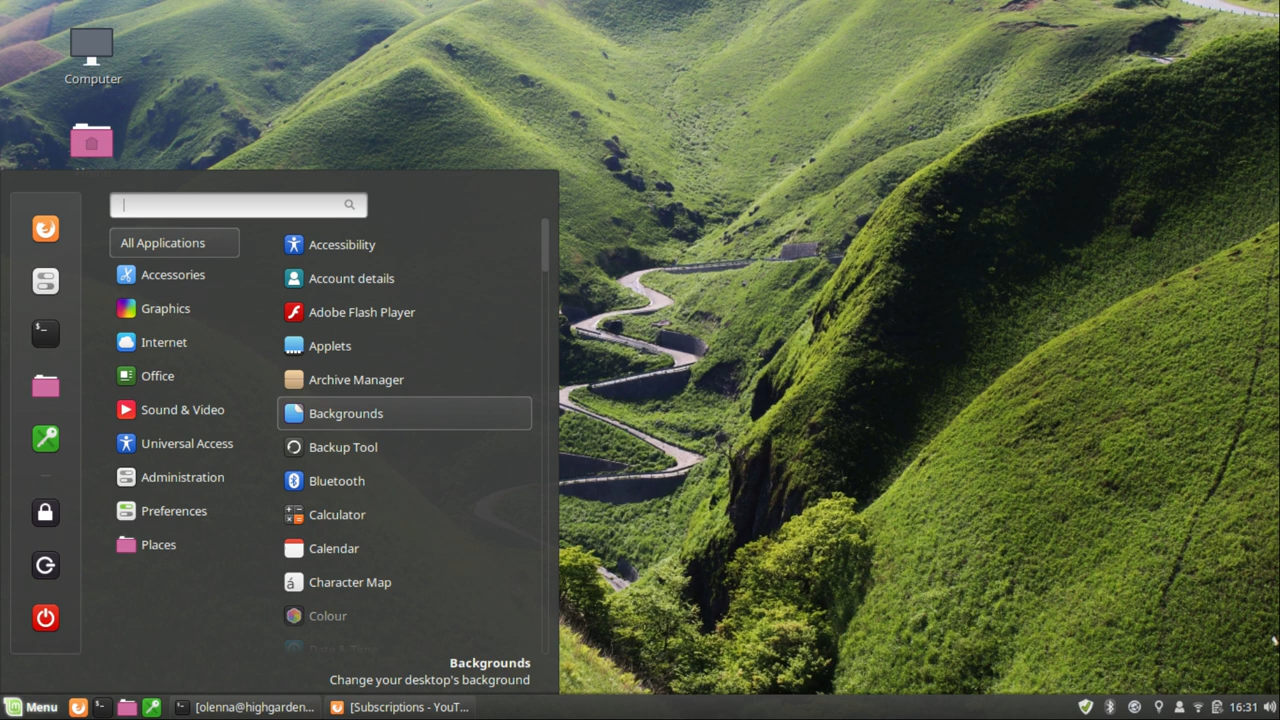 Computer
All Applications
Accessories
Graphics
Internet
Office
Sound & Video
Universal Access
Administration
Preferences
Places
Accessibility
Account details
Adobe Flash Player
Applets
Archive Manager
Backgrounds
Backup Tool
Bluetooth
Calculator
Calendar
Character Map
Colour
Date & Time
Backgrounds
Change your desktop's background
Menu
[olenna@highgarden...
[Subscriptions - YouT...
16:31